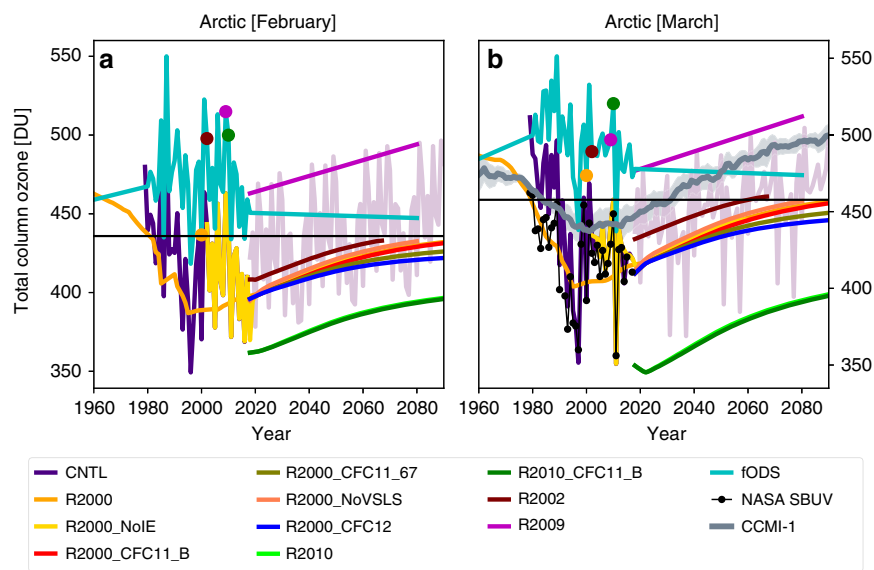 Arctic [February]
Arctic [March]
a
b
Total column ozone [DU]
550
500
450
400
350
550
500
450
400
350
1960 1980 2000 2020 2040 2060 2080
1960 1980 2000 2020 2040 2060 2080
Year
Year
CNTL
R2000
R2000_NoIE
R2000_CFC11_B
R2000_CFC11_67
R2000_NoVSLS
R2000_CFC12
R2010
R2010_CFC11_B
R2002
R2009
fODS
NASA SBUV
CCMI-1